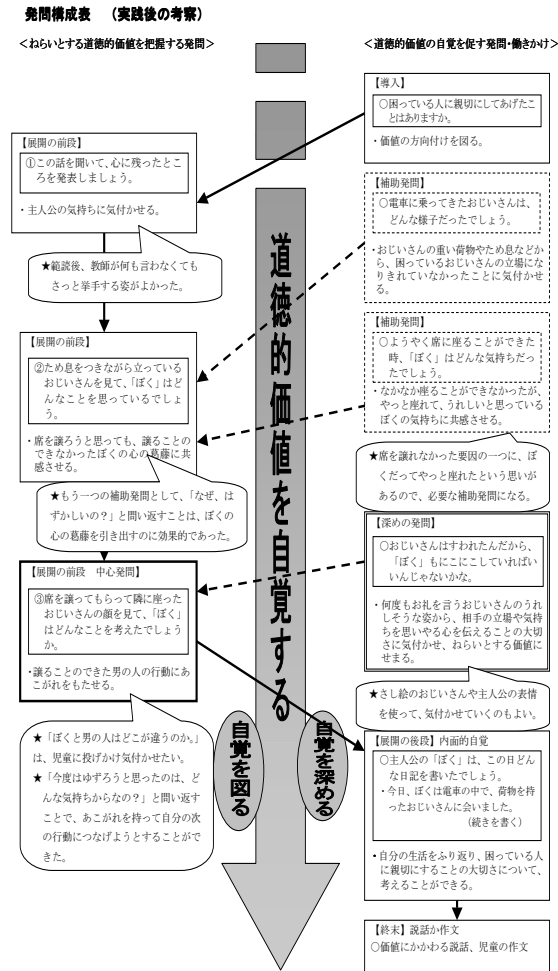 発問構成表　（実践後の考察）
＜ねらいとする道徳的価値を把握する発問＞
＜道徳的価値の自覚を促す発問・働きかけ＞
【導入】
○困っている人に親切にしてあげたこ
とはありますか。
・価値の方向付けを図る。
【展開の前段】
①この話を聞いて、心に残ったとこ
ろを発表しましょう。
・主人公の気持ちに気付かせる。
★範読後、教師が何も言わなくても
さっと挙手する姿がよかった。
【補助発問】
○電車に乗ってきたおじいさんは、
どんな様子だったでしょう。
・おじいさんの重い荷物やため息などか
ら、困っているおじいさんの立場にな
りきれていなかったことに気付かせ
る。
【展開の前段】
②ため息をつきながら立っている
おじいさんを見て、「ぼく」はど
んなことを思っているでしょ
う。
・席を譲ろうと思っても、譲ることの
できなかったぼくの心の葛藤に共
感させる。
【補助発問】
○ようやく席に座ることができた
時、「ぼく」はどんな気持ちだっ
たでしょう。
・なかなか座ることができなかったが、
やっと座れて、うれしいと思っている
ぼくの気持ちに共感させる。
★席を譲れなかった要因の一つに、ぼ
くだってやっと座れたという思いが
あるので、必要な補助発問になる。
★もう一つの補助発問として、「なぜ、は
ずかしいの？」と問い返すことは、ぼくの
心の葛藤を引き出すのに効果的であった。
【深めの発問】
○おじいさんはすわれたんだから、
「ぼく」もにこにこしていればい
いんじゃないかな。
・何度もお礼を言うおじいさんのうれ
しそうな姿から、相手の立場や気持
ちを思いやる心を伝えることの大切
さに気付かせ、ねらいとする価値に
せまる。
【展開の前段　中心発問】
③席を譲ってもらって隣に座った
おじいさんの顔を見て、「ぼく」
はどんなことを考えたでしょう
か。
・譲ることのできた男の人の行動にあ
こがれをもたせる。
★さし絵のおじいさんや主人公の表情
を使って、気付かせていくのもよい。
★「ぼくと男の人はどこが違うのか。」
は、児童に投げかけ気付かせたい。
★「今度はゆずろうと思ったのは、ど
んな気持ちからなの？」と問い返す
ことで、あこがれを持って自分の次
の行動につなげようとすることがで
きた。
道徳的価値を自覚する
自覚を図る
自覚を深める
【展開の後段】内面的自覚
○主人公の「ぼく」は、この日ど
んな日記を書いたでしょう。
・今日、ぼくは電車の中で、荷物を持
ったおじいさんに会いました。
（続きを書く）
・自分の生活をふり返り、困っている人
に親切にすることの大切さについて、
考えることができる。
【終末】説話か作文
○価値にかかわる説話、児童の作文